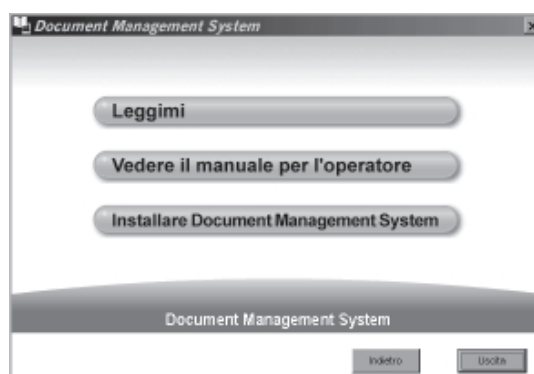 Document Management System
Leggimi
Vedere il manuale per l'operatore
Installare Document Management System
Document Management System
Indietro
Uscita